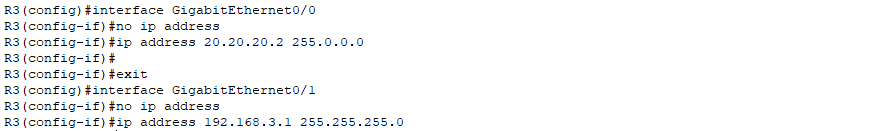 R3(config)#interface GigabitEthernet0/0
R3(config-if)#no ip address
R3(config-if)#ip address 20.20.20.2 255.0.0.0
R3(config-if)#
R3(config-if)#exit
R3(config)#interface GigabitEthernet0/1
R3(config-if)#no ip address
R3(config-if)#ip address 192.168.3.1 255.255.255.0